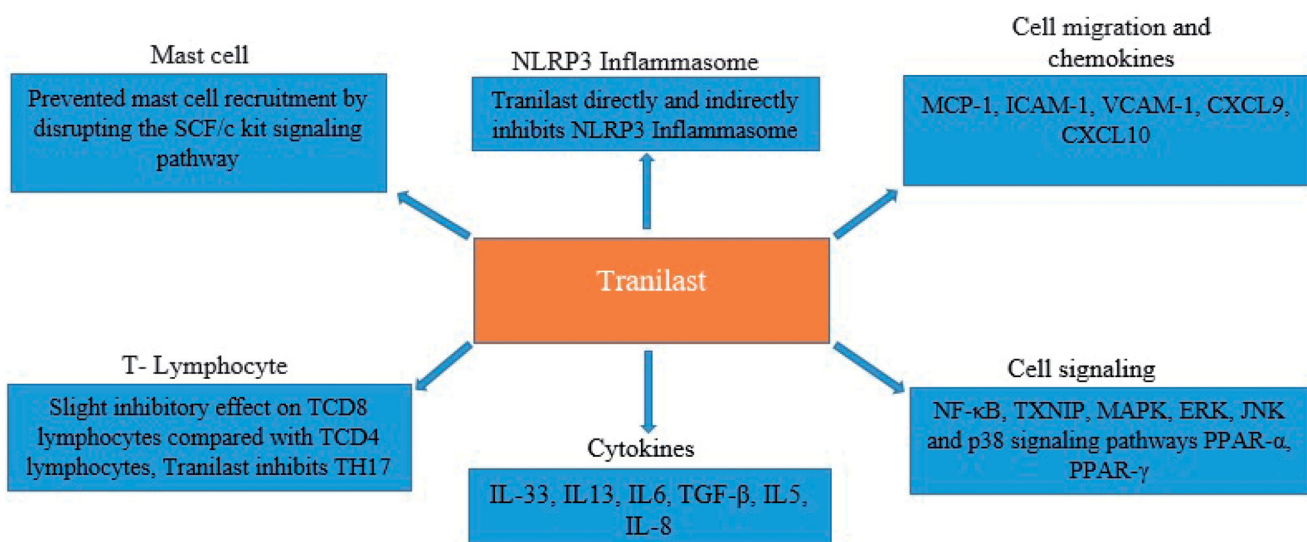 Mast cell
Prevented mast cell recruitment by
disrupting the SCF/c kit signaling
pathway
NLRP3 Inflammasome
Tranilast directly and indirectly
inhibits NLRP3 Inflammasome
Cell migration and
chemokines
MCP-1, ICAM-1, VCAM-1, CXCL9,
CXCL10
Tranilast
T- Lymphocyte
Slight inhibitory effect on TCD8
lymphocytes compared with TCD4
lymphocytes, Tranilast inhibits TH17
Cytokines
IL-33, IL13, IL6, TGF-β, IL5,
IL-8
Cell signaling
NF-κB, TXNIP, MAPK, ERK, JNK
and p38 signaling pathways PPAR-α,
PPAR-γ